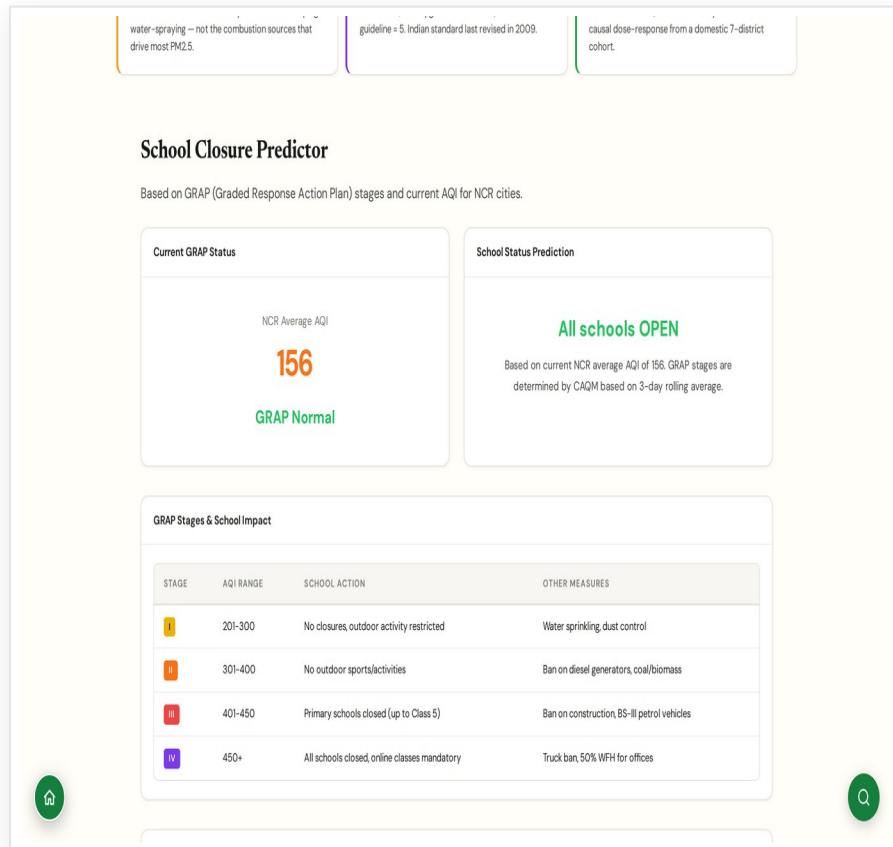 water-spraying — not the combustion sources that
drive most PM2.5.
guideline = 5. Indian standard last revised in 2009.
causal dose-response from a domestic 7-district
cohort.
School Closure Predictor
Based on GRAP (Graded Response Action Plan) stages and current AQI for NCR cities.
Current GRAP Status
NCR Average AQI
156
GRAP Normal
School Status Prediction
All schools OPEN
Based on current NCR average AQI of 156. GRAP stages are
determined by CAQM based on 3-day rolling average.
GRAP Stages & School Impact
STAGE AQI RANGE SCHOOL ACTION OTHER MEASURES
I 201-300 No closures, outdoor activity restricted Water sprinkling, dust control
II 301-400 No outdoor sports/activities Ban on diesel generators, coal/biomass
III 401-450 Primary schools closed (up to Class 5) Ban on construction, BS-III petrol vehicles
IV 450+ All schools closed, online classes mandatory Truck ban, 50% WFH for offices